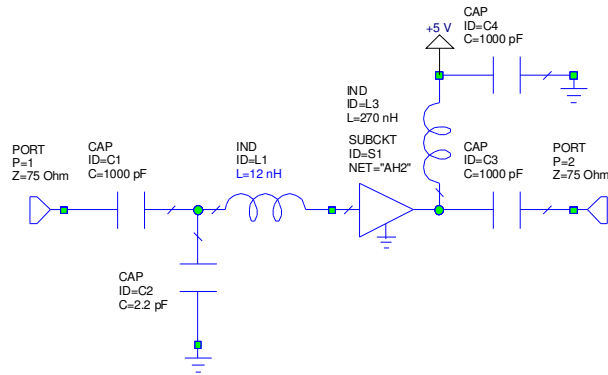 CAP
ID=C4
C=1000 pF
+5 V
IND
ID=L3
L=270 nH
SUBCKT
ID=S1
NET="AH2"
PORT
P=1
Z=75 Ohm
CAP
ID=C1
C=1000 pF
IND
ID=L1
L=12 nH
CAP
ID=C3
C=1000 pF
PORT
P=2
Z=75 Ohm
CAP
ID=C2
C=2.2 pF